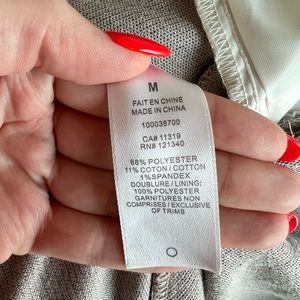 M
FAIT EN CHINE
MADE IN CHINA
100038700
CA# 11319
RN# 121340
88% POLYESTER
11% COTON / COTTON
1% SPANDEX
DOUBLURE / LINING:
100% POLYESTER
GARNITURES NON
COMPRISES / EXCLUSIVE
OF TRIMS